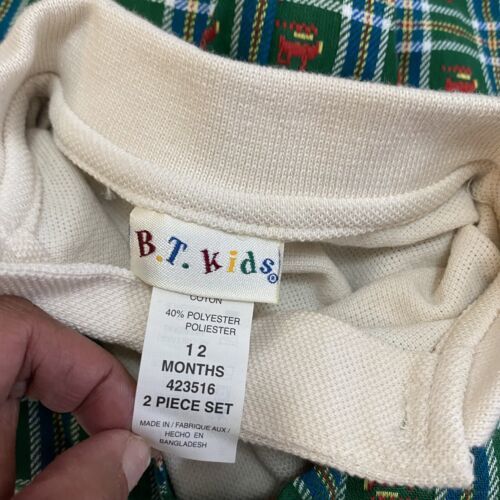 B.T. Kids®
COTON
40% POLYESTER
POLIESTER
12
MONTHS
423516
2 PIECE SET
MADE IN / FABRIQUE AUX /
HECHO EN
BANGLADESH